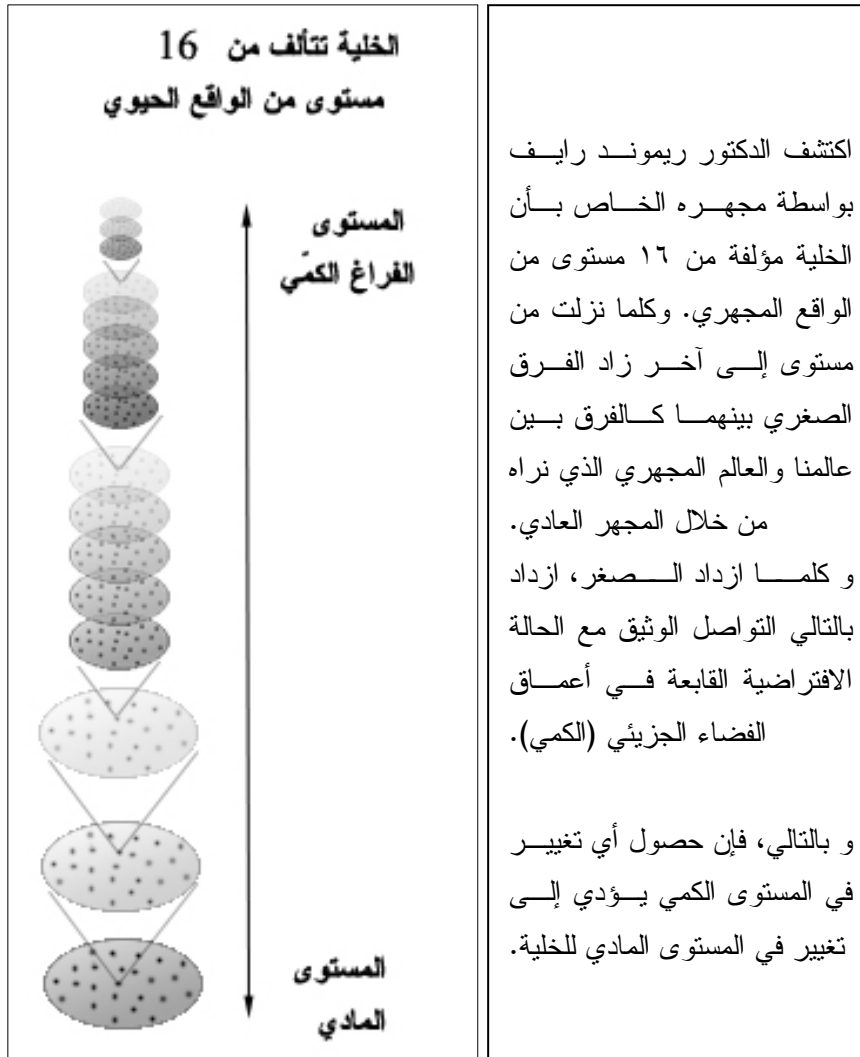 الخلية تتألف من 16
مستوى من الواقع الحيوي
المستوى
الفراغ الكمّي
المستوى
المادي
اكتشف الدكتور ريموند رايف
بواسطة مجهره الخاص بأن
الخلية مؤلفة من ١٦ مستوى من
الواقع المجهري. وكلما نزلت من
مستوى إلى آخر زاد الفرق
الصغري بينهما كالفرق بين
عالمنا والعالم المجهري الذي نراه
من خلال المجهر العادي.
و كلما ازداد الصغر، ازداد
بالتالي التواصل الوثيق مع الحالة
الافتراضية القابعة في أعماق
الفضاء الجزيئي (الكمي).
و بالتالي، فإن حصول أي تغيير
في المستوى الكمي يؤدي إلى
تغيير في المستوى المادي للخلية.